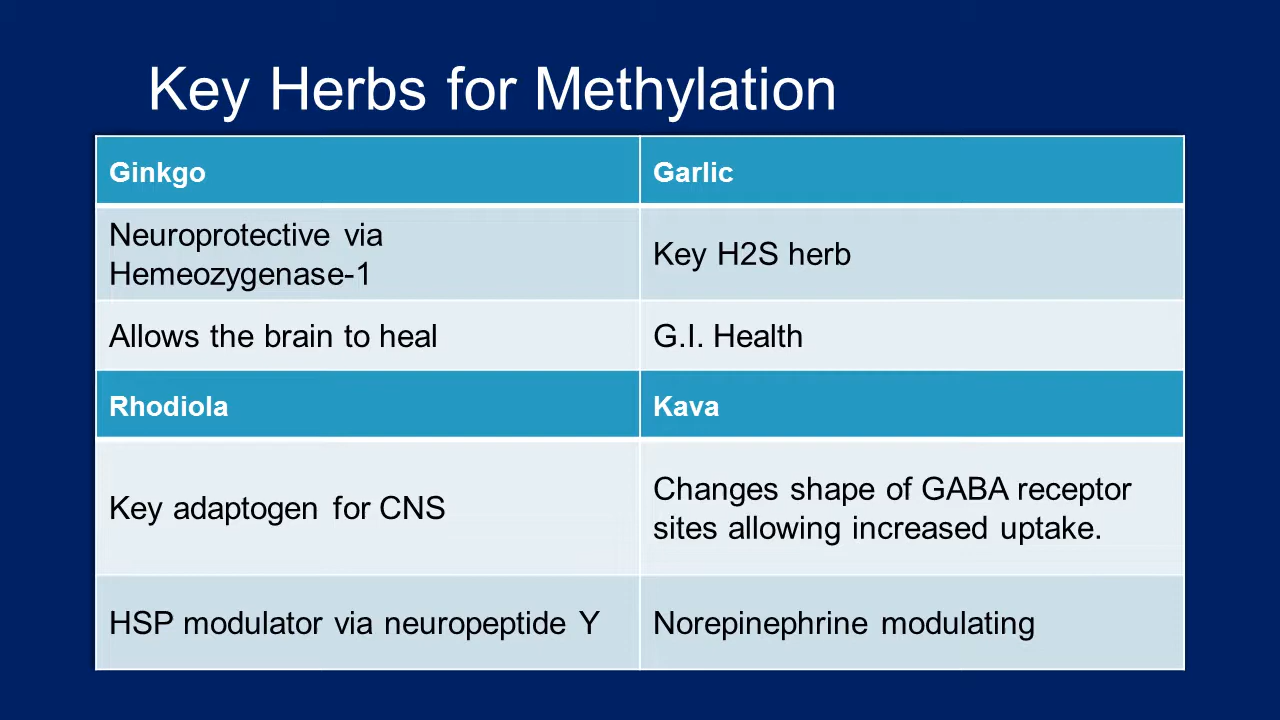 Key Herbs for Methylation
Ginkgo
Garlic
Neuroprotective via
Hemeozygenase-1
Key H2S herb
Allows the brain to heal
G.I. Health
Rhodiola
Kava
Key adaptogen for CNS
Changes shape of GABA receptor
sites allowing increased uptake.
HSP modulator via neuropeptide Y
Norepinephrine modulating